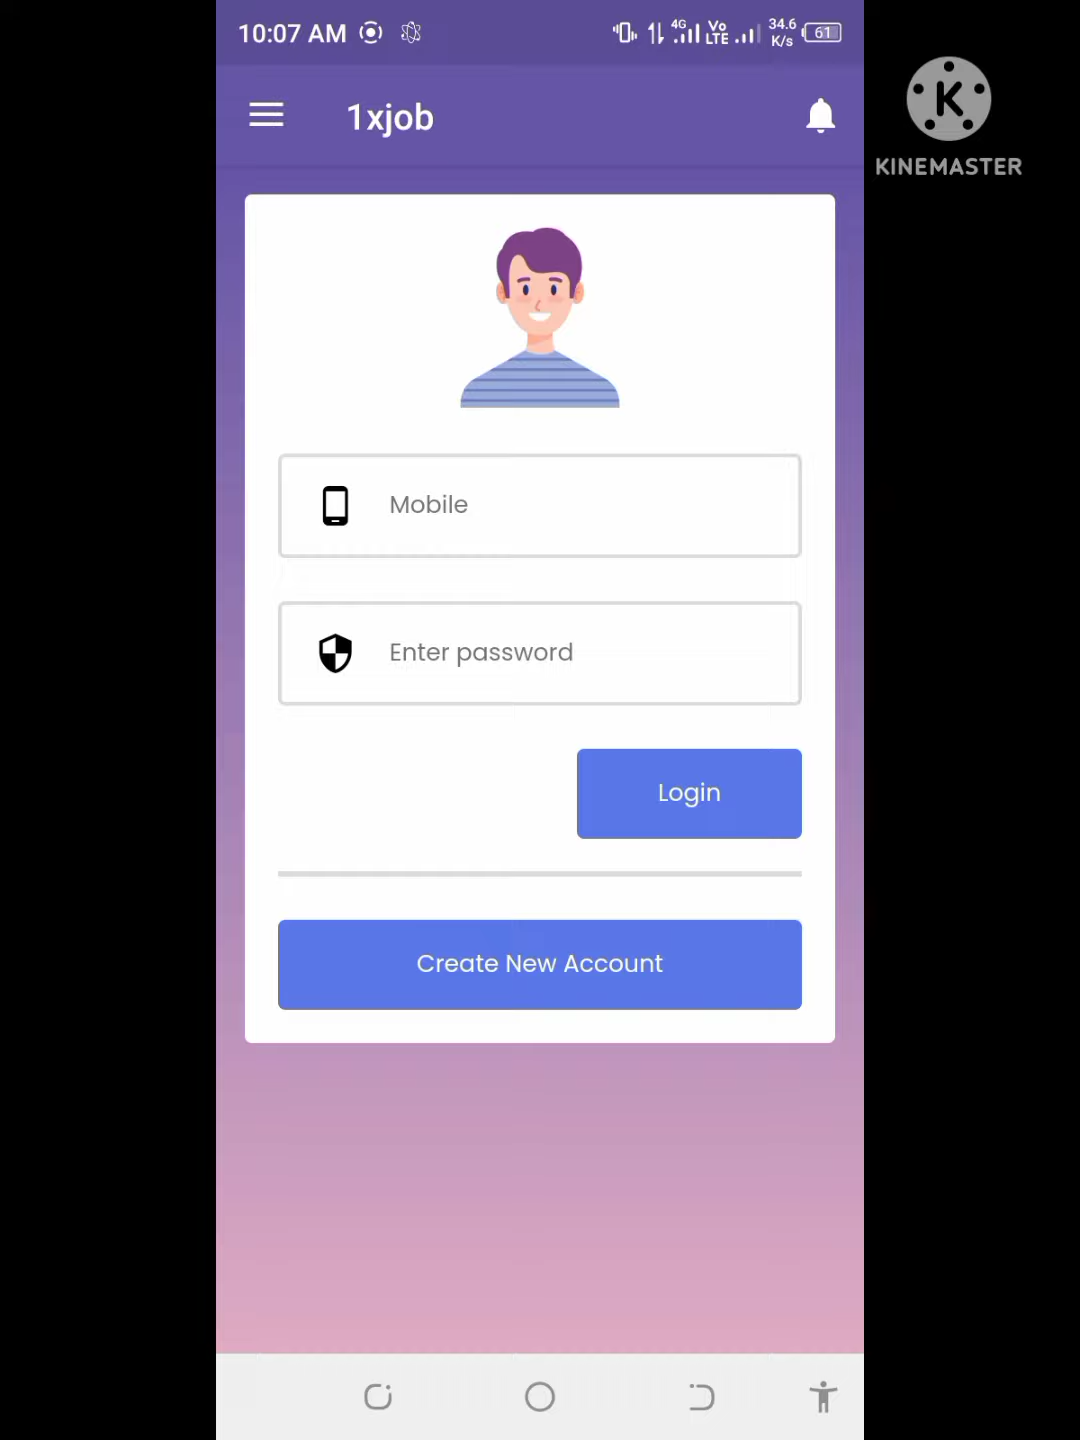 10:07 AM 4G Vo LTE 34.6 K/s 61
1xjob
KINEMASTER
Mobile
Enter password
Login
Create New Account